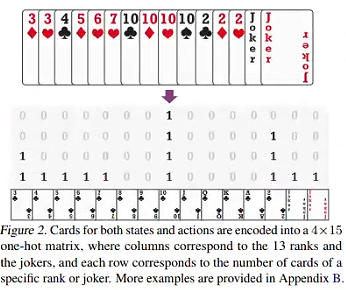 3 3 4 5 6 7 10 10 10 10 2 2 2 Joker Joker
0 0 0 0 0 0 0 1 0 0 0 0 0 0 0
0 0 0 0 0 0 0 1 0 0 0 0 1 0 0
1 0 0 0 0 0 0 1 0 0 0 0 1 0 0
1 1 1 1 1 0 0 1 0 0 0 0 1 1 1
3 4 5 6 7 8 9 10 J Q K A 2
Figure 2. Cards for both states and actions are encoded into a 4×15
one-hot matrix, where columns correspond to the 13 ranks and
the jokers, and each row corresponds to the number of cards of a
specific rank or joker. More examples are provided in Appendix B.